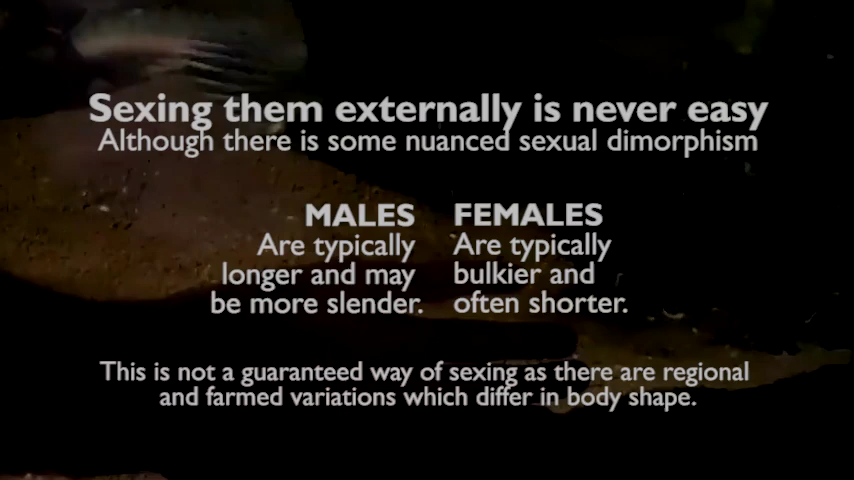 Sexing them externally is never easy
Although there is some nuanced sexual dimorphism
MALES
Are typically
longer and may
be more slender.
FEMALES
Are typically
bulkier and
often shorter.
This is not a guaranteed way of sexing as there are regional
and farmed variations which differ in body shape.